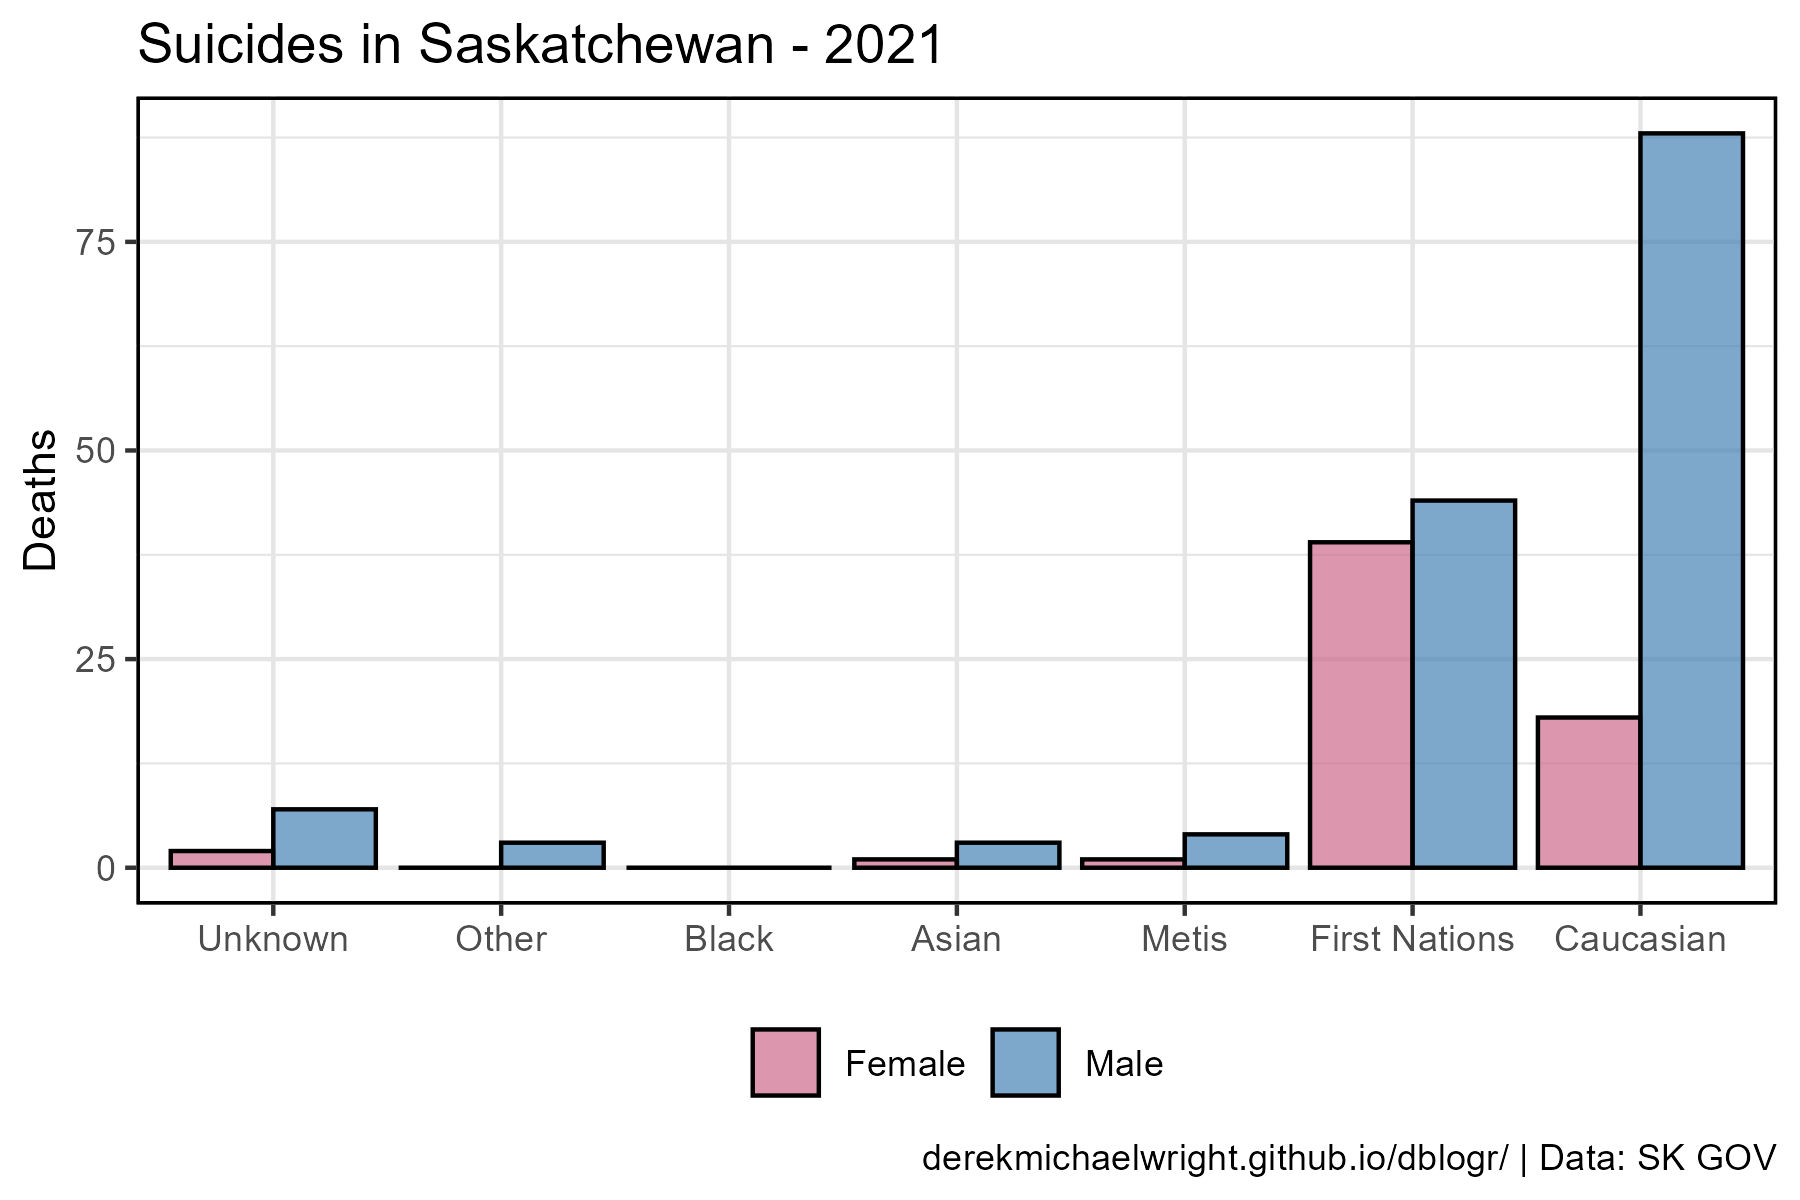 Suicides in Saskatchewan - 2021
Deaths
75
50
25
0
Unknown Other Black Asian Metis First Nations Caucasian
Female Male
derekmichaelwright.github.io/dblogr/ | Data: SK GOV